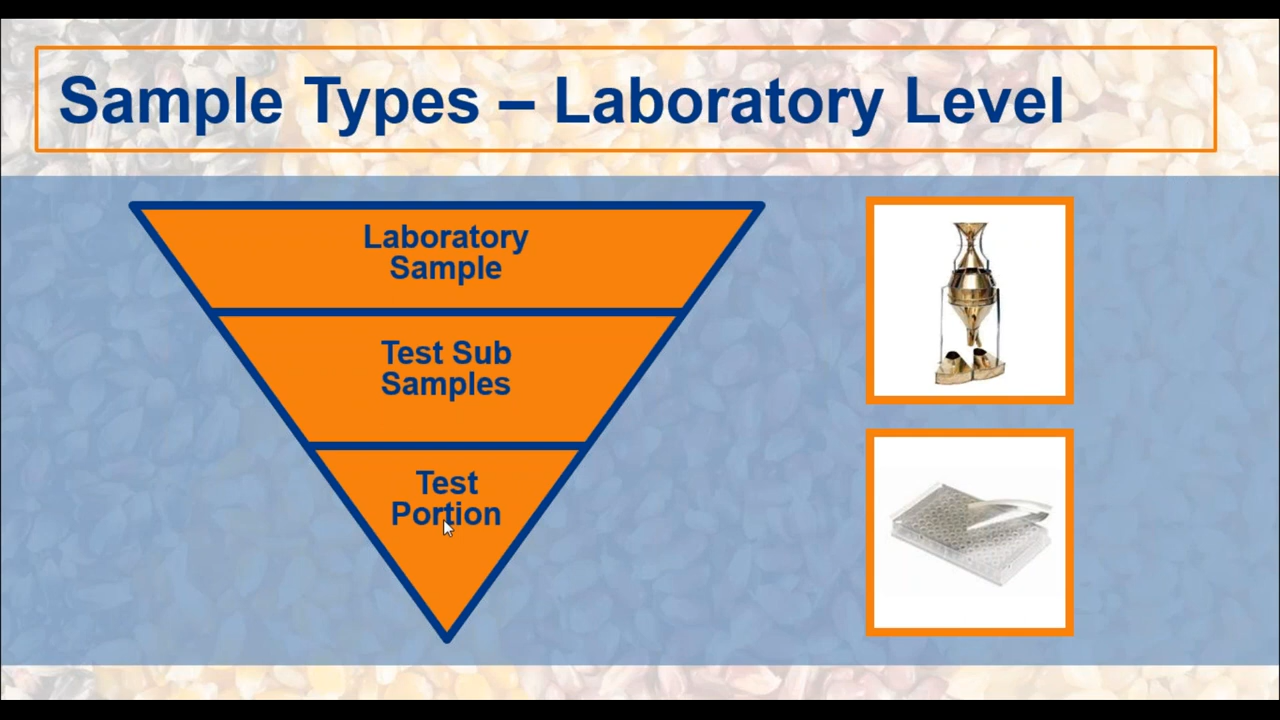 Sample Types – Laboratory Level
Laboratory
Sample
Test Sub
Samples
Test
Portion